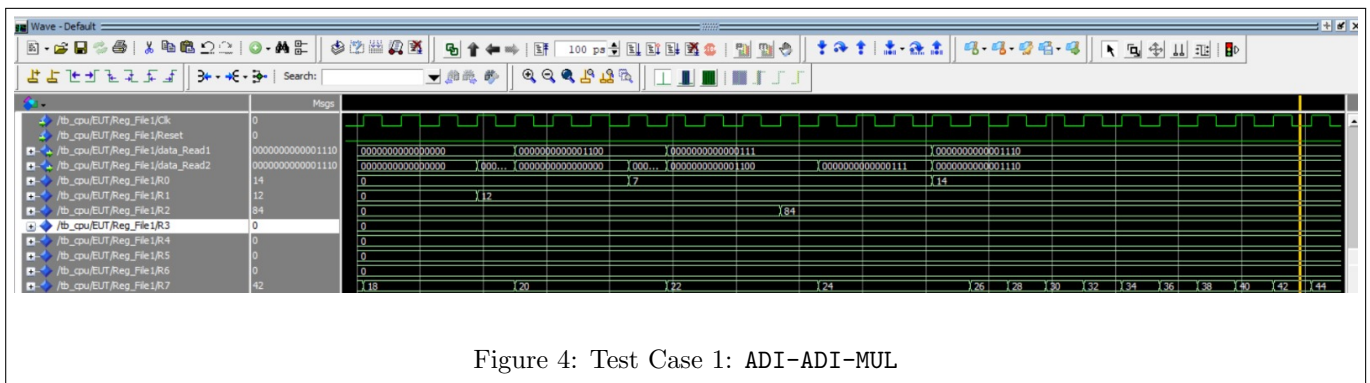 Wave - Default
100 ps
Search:
Msgs
/tb_cpu/EUT/Reg_File1/Clk 0
/tb_cpu/EUT/Reg_File1/Reset 0
/tb_cpu/EUT/Reg_File1/data_Read1 0000000000001110 0000000000000000 0000000000001100 0000000000000111 0000000000001110
/tb_cpu/EUT/Reg_File1/data_Read2 0000000000001110 0000000000000000 000... 0000000000000000 000... 0000000000001100 0000000000000111 0000000000001110
/tb_cpu/EUT/Reg_File1/R0 14 0 7 14
/tb_cpu/EUT/Reg_File1/R1 12 0 12
/tb_cpu/EUT/Reg_File1/R2 84 0 84
/tb_cpu/EUT/Reg_File1/R3 0 0
/tb_cpu/EUT/Reg_File1/R4 0 0
/tb_cpu/EUT/Reg_File1/R5 0 0
/tb_cpu/EUT/Reg_File1/R6 0 0
/tb_cpu/EUT/Reg_File1/R7 42 18 20 22 24 26 28 30 32 34 36 38 40 42 44
Figure 4: Test Case 1: ADI-ADI-MUL